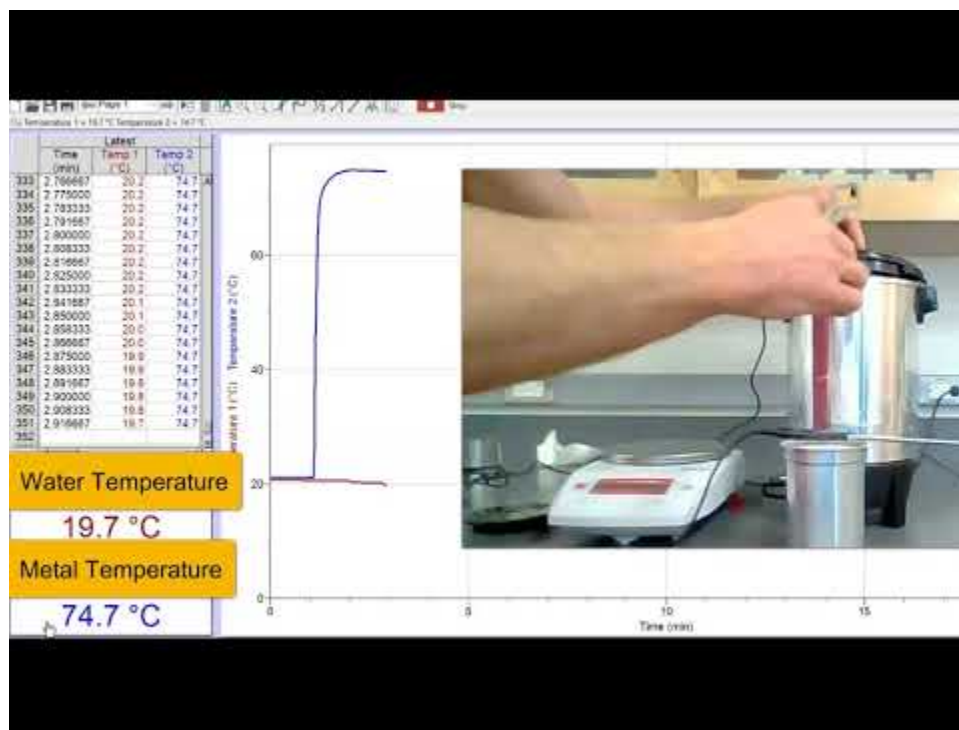 Page 1
Latest
Time Temp 1 Temp 2
(min) (°C) (°C)
333 2.766667 20.2 74.7
334 2.775000 20.2 74.7
335 2.783333 20.2 74.7
336 2.791667 20.2 74.7
337 2.800000 20.2 74.7
338 2.808333 20.2 74.7
339 2.816667 20.2 74.7
340 2.825000 20.2 74.7
341 2.833333 20.2 74.7
342 2.841667 20.1 74.7
343 2.850000 20.1 74.7
344 2.858333 20.0 74.7
345 2.866667 20.0 74.7
346 2.875000 19.9 74.7
347 2.883333 19.8 74.7
348 2.891667 19.8 74.7
349 2.900000 19.8 74.7
350 2.908333 19.8 74.7
351 2.916667 19.7 74.7
352
Water Temperature
19.7 °C
Metal Temperature
74.7 °C
Temperature 2 (°C)
60
40
20
0
0 5 10 15
Time (min)